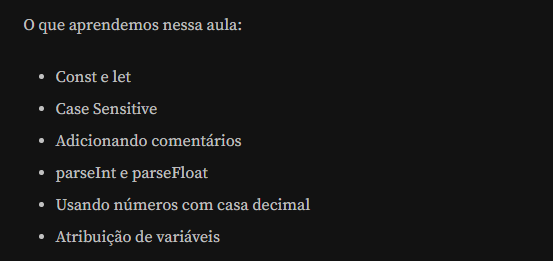 O que aprendemos nessa aula:
• Const e let
• Case Sensitive
• Adicionando comentários
• parseInt e parseFloat
• Usando números com casa decimal
• Atribuição de variáveis